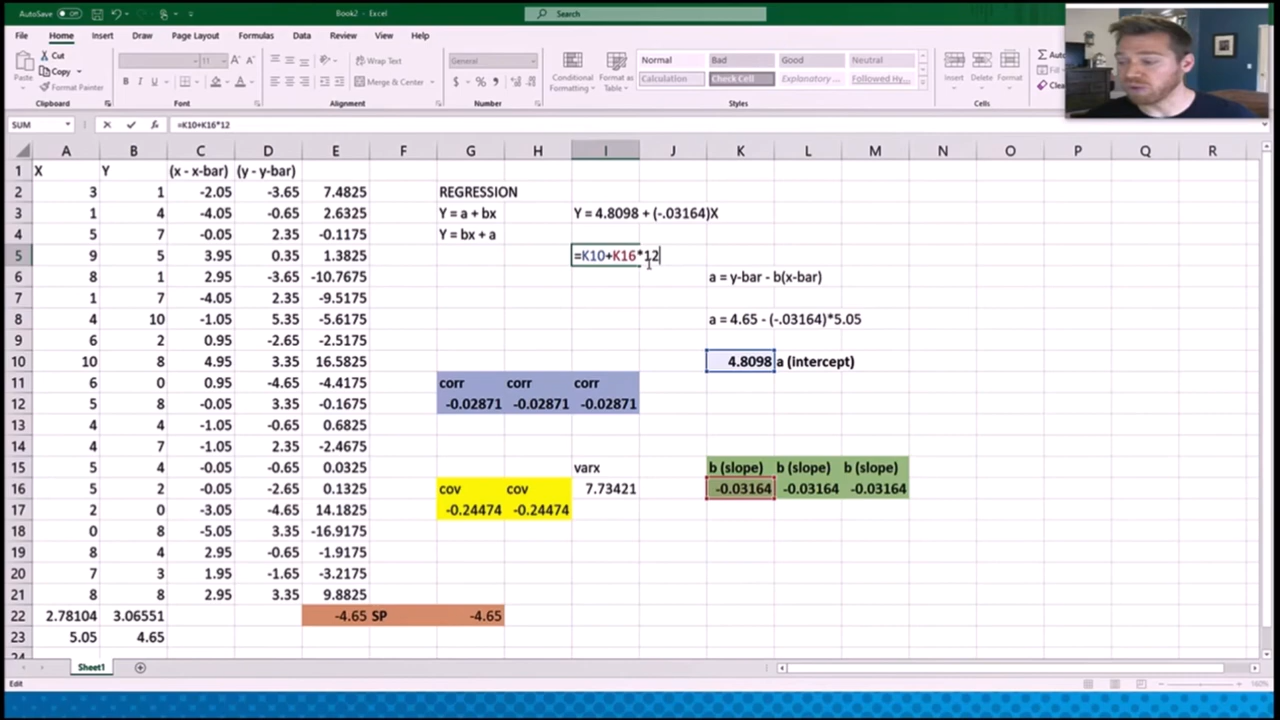 AutoSave Off Book2 - Excel Search
File Home Insert Draw Page Layout Formulas Data Review View Help
Cut
Copy
Format Painter
Paste
Clipboard
11
B I U
Font
Wrap Text
Merge & Center
Alignment
General
$ % ,
Number
Conditional Formatting
Format as Table
Normal Bad Good Neutral
Calculation Check Cell Explanatory ... Followed Hy...
Styles
Insert Delete Format
Cells
SUM =K10+K16*12
A B C D E F G H I J K L M N O P Q R
1 X Y (x - x-bar) (y - y-bar)
2 3 1 -2.05 -3.65 7.4825 REGRESSION
3 1 4 -4.05 -0.65 2.6325 Y = a + bx Y = 4.8098 + (-.03164)X
4 5 7 -0.05 2.35 -0.1175 Y = bx + a
5 9 5 3.95 0.35 1.3825 =K10+K16*12
6 8 1 2.95 -3.65 -10.7675 a = y-bar - b(x-bar)
7 1 7 -4.05 2.35 -9.5175
8 4 10 -1.05 5.35 -5.6175 a = 4.65 - (-.03164)*5.05
9 6 2 0.95 -2.65 -2.5175
10 10 8 4.95 3.35 16.5825 4.8098 a (intercept)
11 6 0 0.95 -4.65 -4.4175 corr corr corr
12 5 8 -0.05 3.35 -0.1675 -0.02871 -0.02871 -0.02871
13 4 4 -1.05 -0.65 0.6825
14 4 7 -1.05 2.35 -2.4675
15 5 4 -0.05 -0.65 0.0325 varx b (slope) b (slope) b (slope)
16 5 2 -0.05 -2.65 0.1325 cov cov 7.73421 -0.03164 -0.03164 -0.03164
17 2 0 -3.05 -4.65 14.1825 -0.24474 -0.24474
18 0 8 -5.05 3.35 -16.9175
19 8 4 2.95 -0.65 -1.9175
20 7 3 1.95 -1.65 -3.2175
21 8 8 2.95 3.35 9.8825
22 2.78104 3.06551 -4.65 SP -4.65
23 5.05 4.65
24
Sheet1
Edit
160%